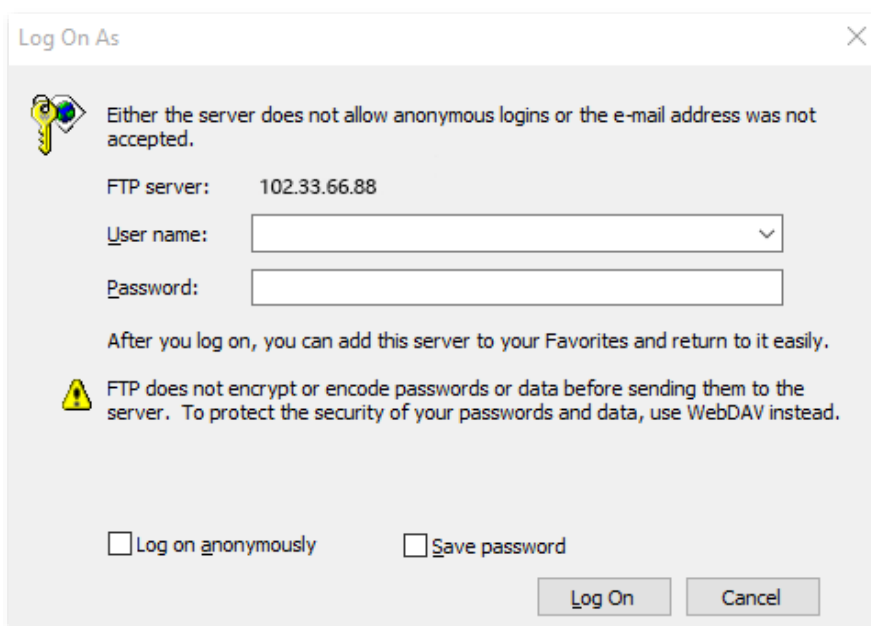 Log On As
Either the server does not allow anonymous logins or the e-mail address was not
accepted.
FTP server: 102.33.66.88
User name:
Password:
After you log on, you can add this server to your Favorites and return to it easily.
FTP does not encrypt or encode passwords or data before sending them to the
server. To protect the security of your passwords and data, use WebDAV instead.
Log on anonymously Save password
Log On Cancel